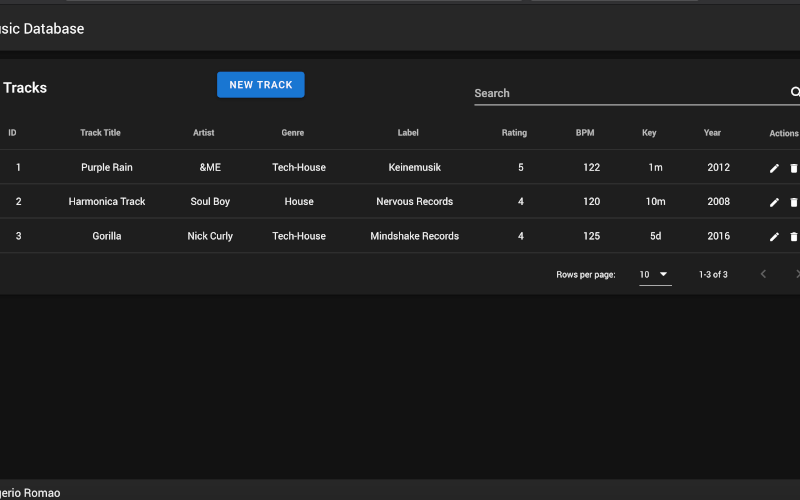 sic Database
Tracks NEW TRACK Search
ID Track Title Artist Genre Label Rating BPM Key Year Actions
1 Purple Rain &ME Tech-House Keinemusik 5 122 1m 2012
2 Harmonica Track Soul Boy House Nervous Records 4 120 10m 2008
3 Gorilla Nick Curly Tech-House Mindshake Records 4 125 5d 2016
Rows per page: 10 1-3 of 3
gerio Romao